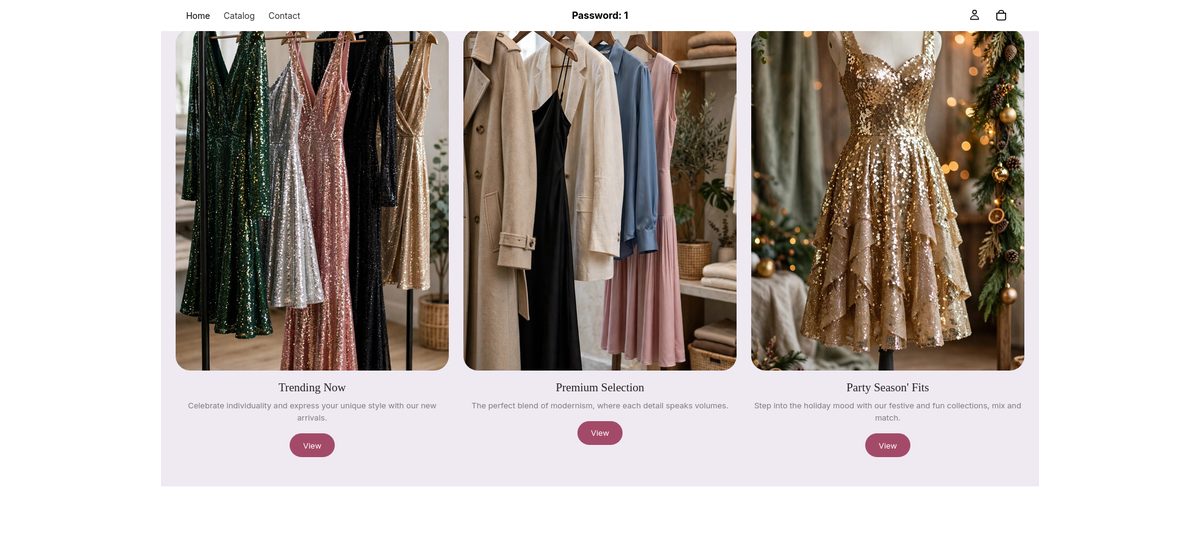 Home Catalog Contact Password: 1
Trending Now
Celebrate individuality and express your unique style with our new
arrivals.
View
Premium Selection
The perfect blend of modernism, where each detail speaks volumes.
View
Party Season' Fits
Step into the holiday mood with our festive and fun collections, mix and
match.
View